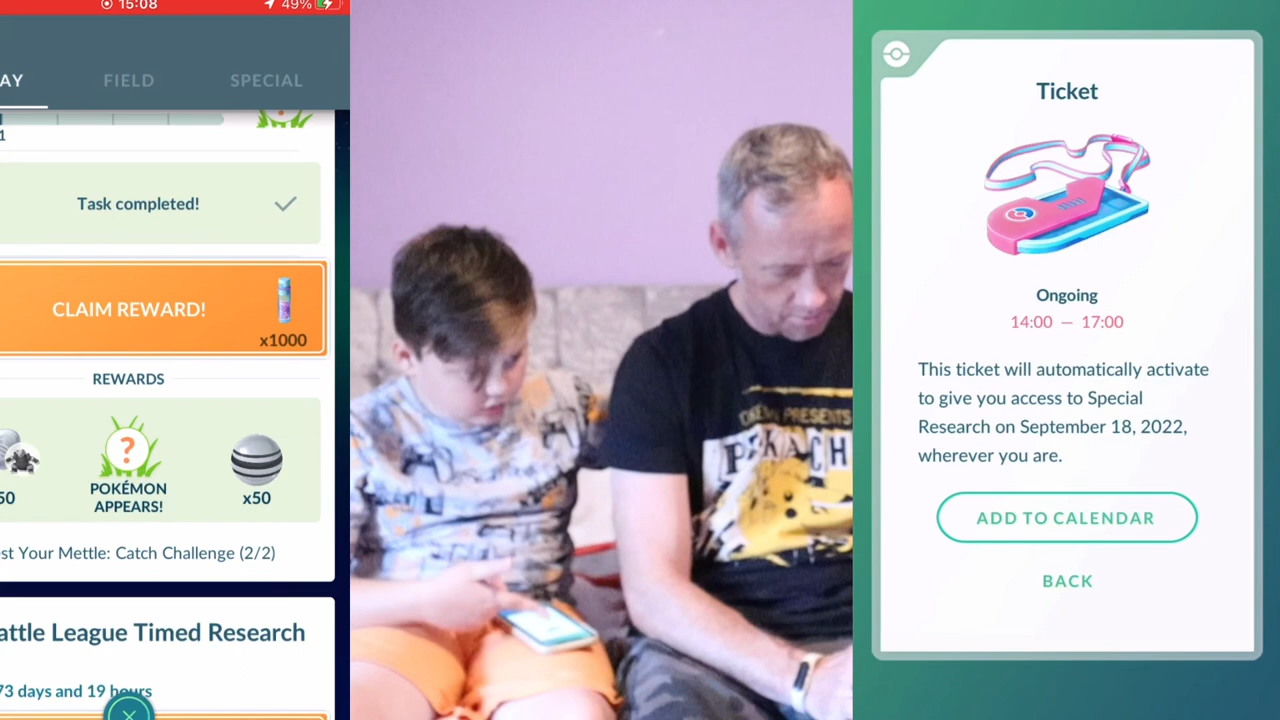 15:08
49%
AY
FIELD
SPECIAL
1
Task completed!
CLAIM REWARD!
x1000
REWARDS
50
POKÉMON
APPEARS!
x50
st Your Mettle: Catch Challenge (2/2)
attle League Timed Research
73 days and 19 hours
PRESENTS
Ticket
Ongoing
14:00 — 17:00
This ticket will automatically activate
to give you access to Special
Research on September 18, 2022,
wherever you are.
ADD TO CALENDAR
BACK